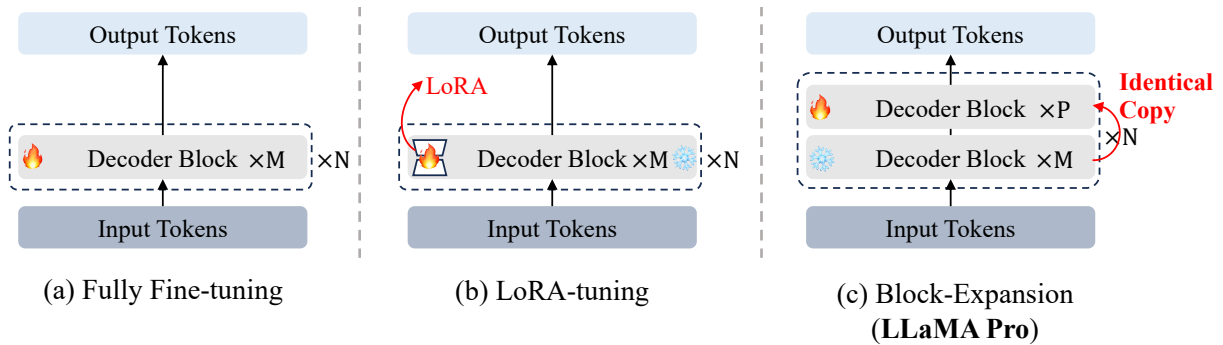 Output Tokens
Decoder Block ×M
×N
Input Tokens
(a) Fully Fine-tuning
Output Tokens
LoRA
Decoder Block ×M
×N
Input Tokens
(b) LoRA-tuning
Output Tokens
Identical
Copy
Decoder Block ×P
×N
Decoder Block ×M
Input Tokens
(c) Block-Expansion
(LLaMA Pro)